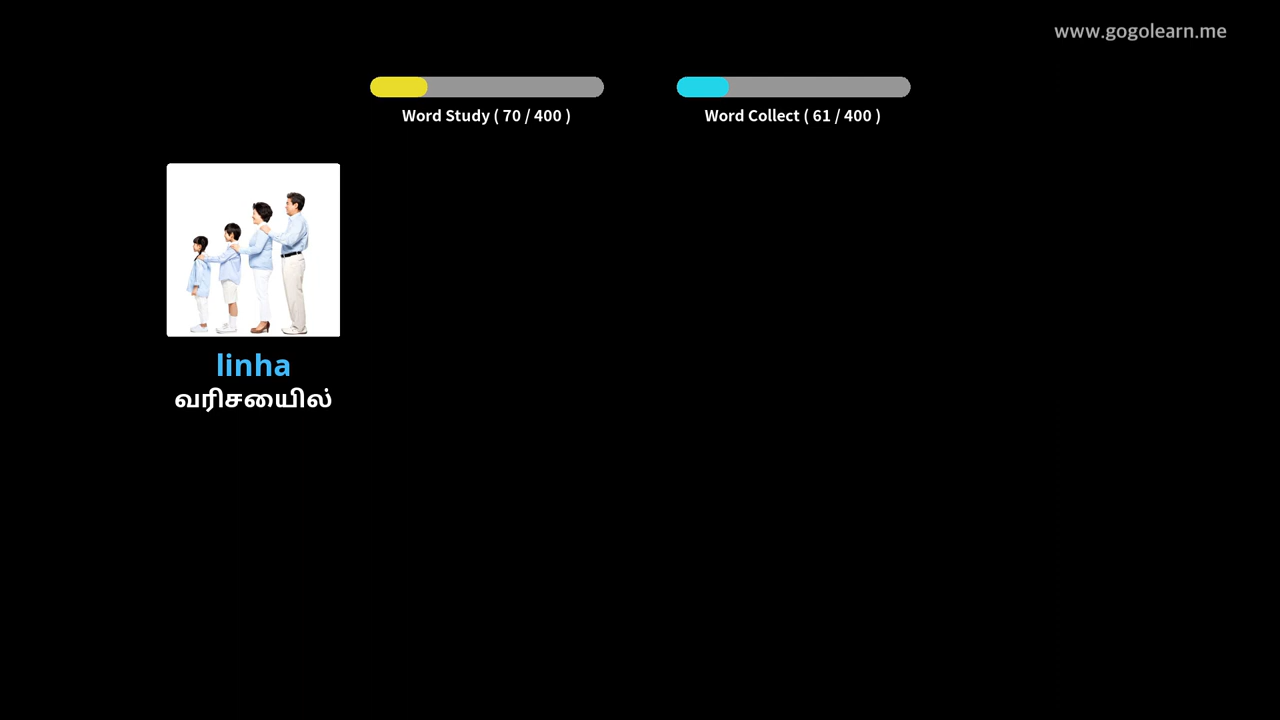 www.gogolearn.me
Word Study ( 70 / 400 )
Word Collect ( 61 / 400 )
linha
வரிசையில்